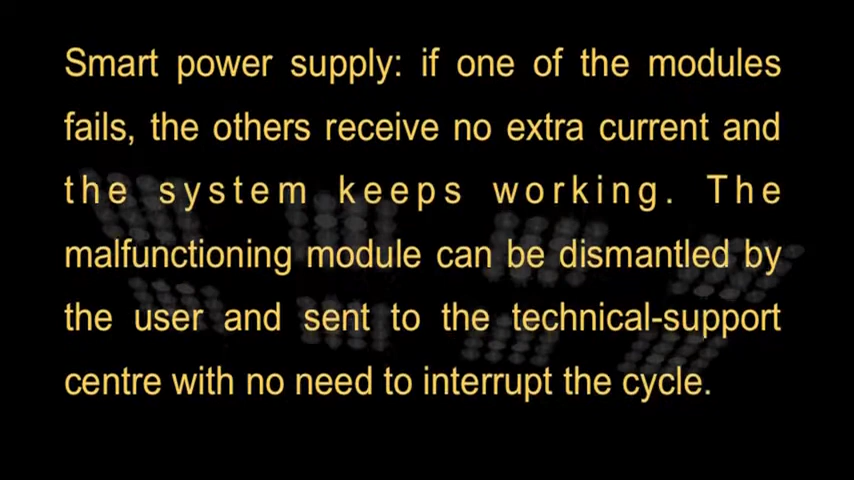 Smart power supply: if one of the modules
fails, the others receive no extra current and
the system keeps working. The
malfunctioning module can be dismantled by
the user and sent to the technical-support
centre with no need to interrupt the cycle.